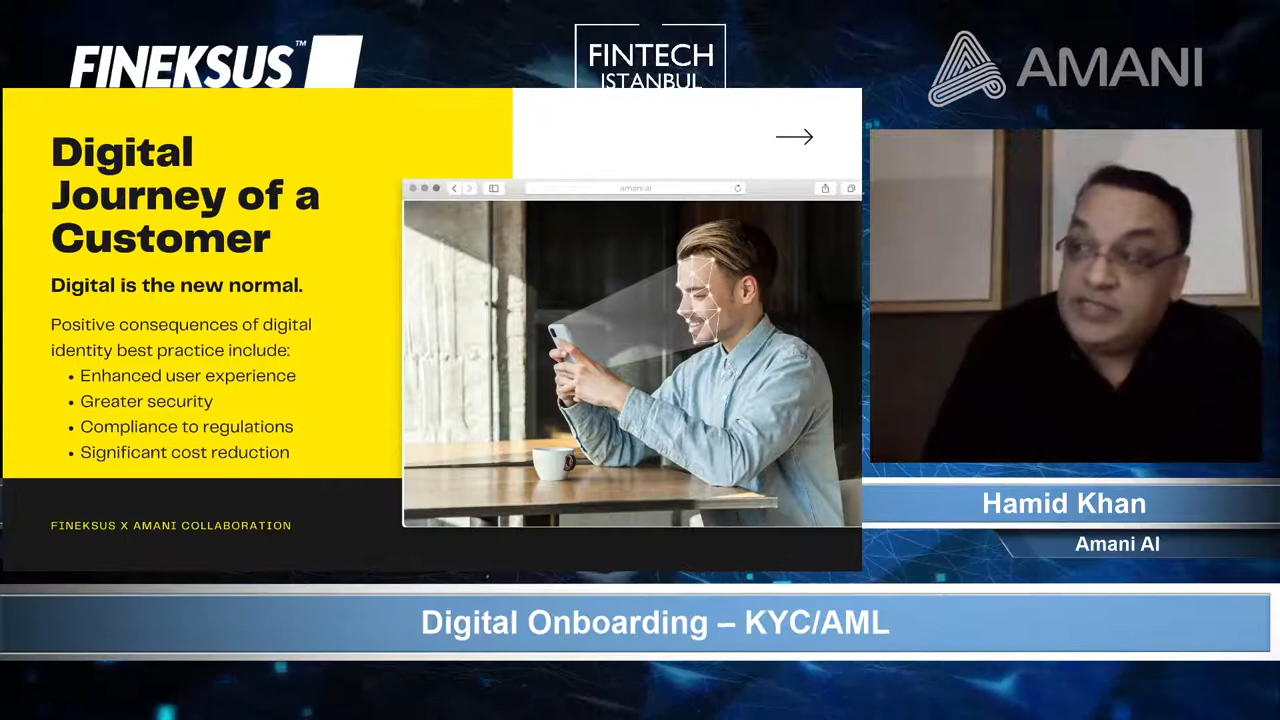 FINEKSUS™
FINTECH
ISTANBUL
AMANI
Digital
Journey of a
Customer
Digital is the new normal.
Positive consequences of digital
identity best practice include:
• Enhanced user experience
• Greater security
• Compliance to regulations
• Significant cost reduction
FINEKSUS X AMANI COLLABORATION
amani.ai
Hamid Khan
Amani AI
Digital Onboarding – KYC/AML